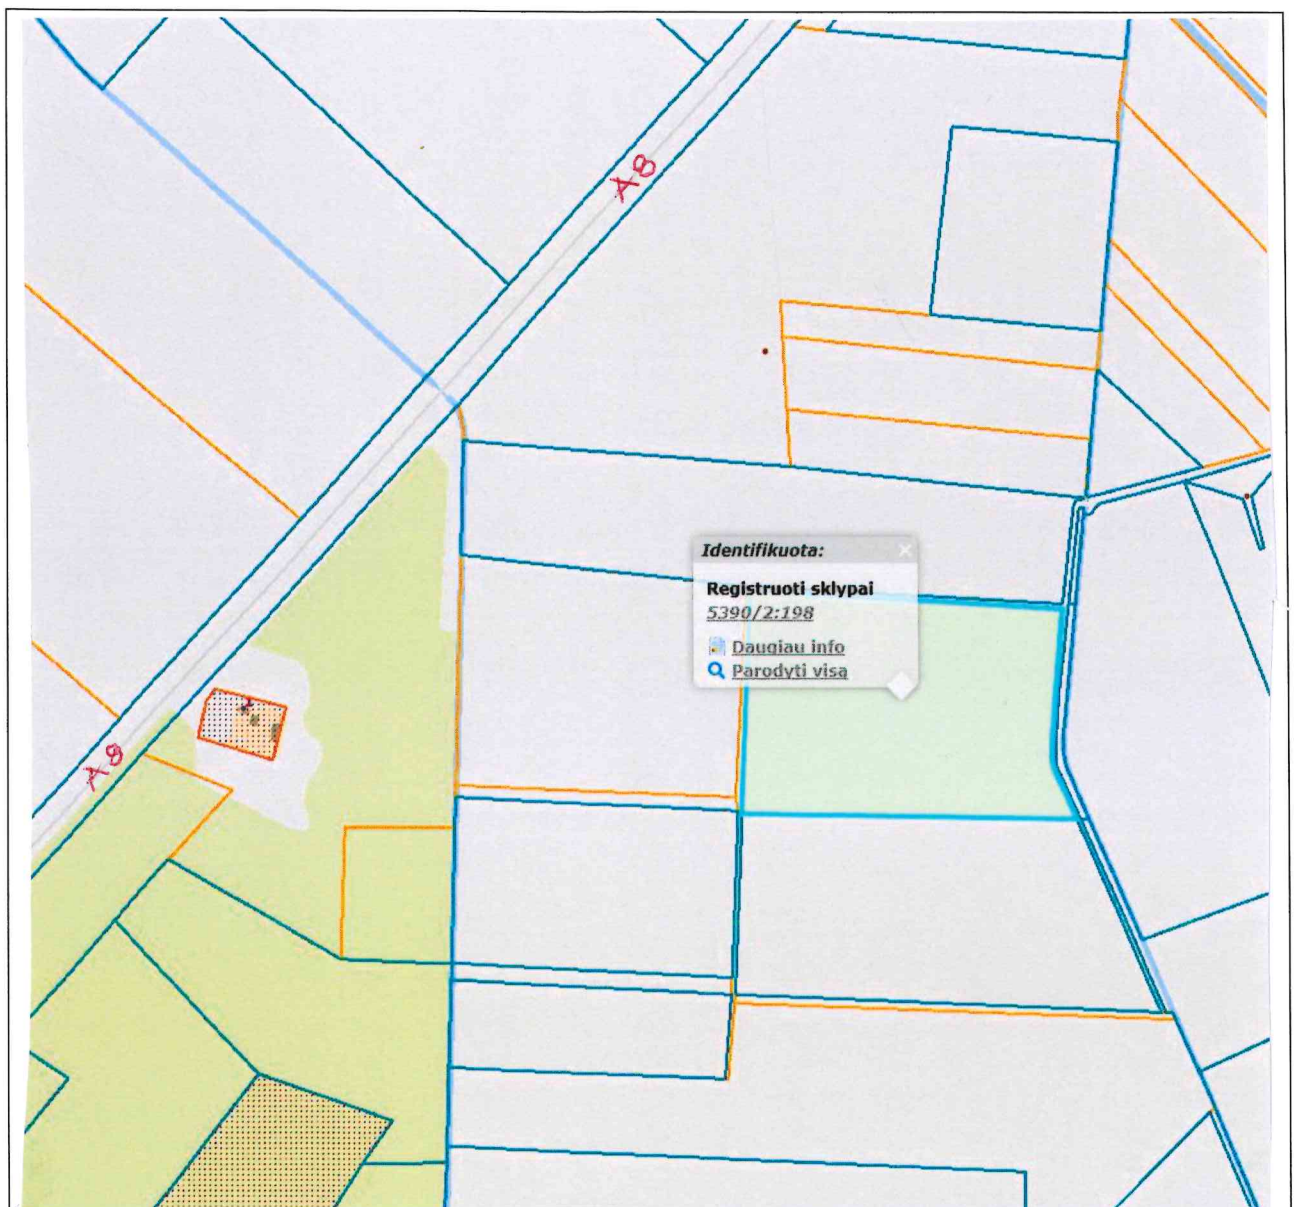 A8
Identifikuota:
Registruoti sklypai
5390/2:198
Daugiau info
Parodyti visą
A8